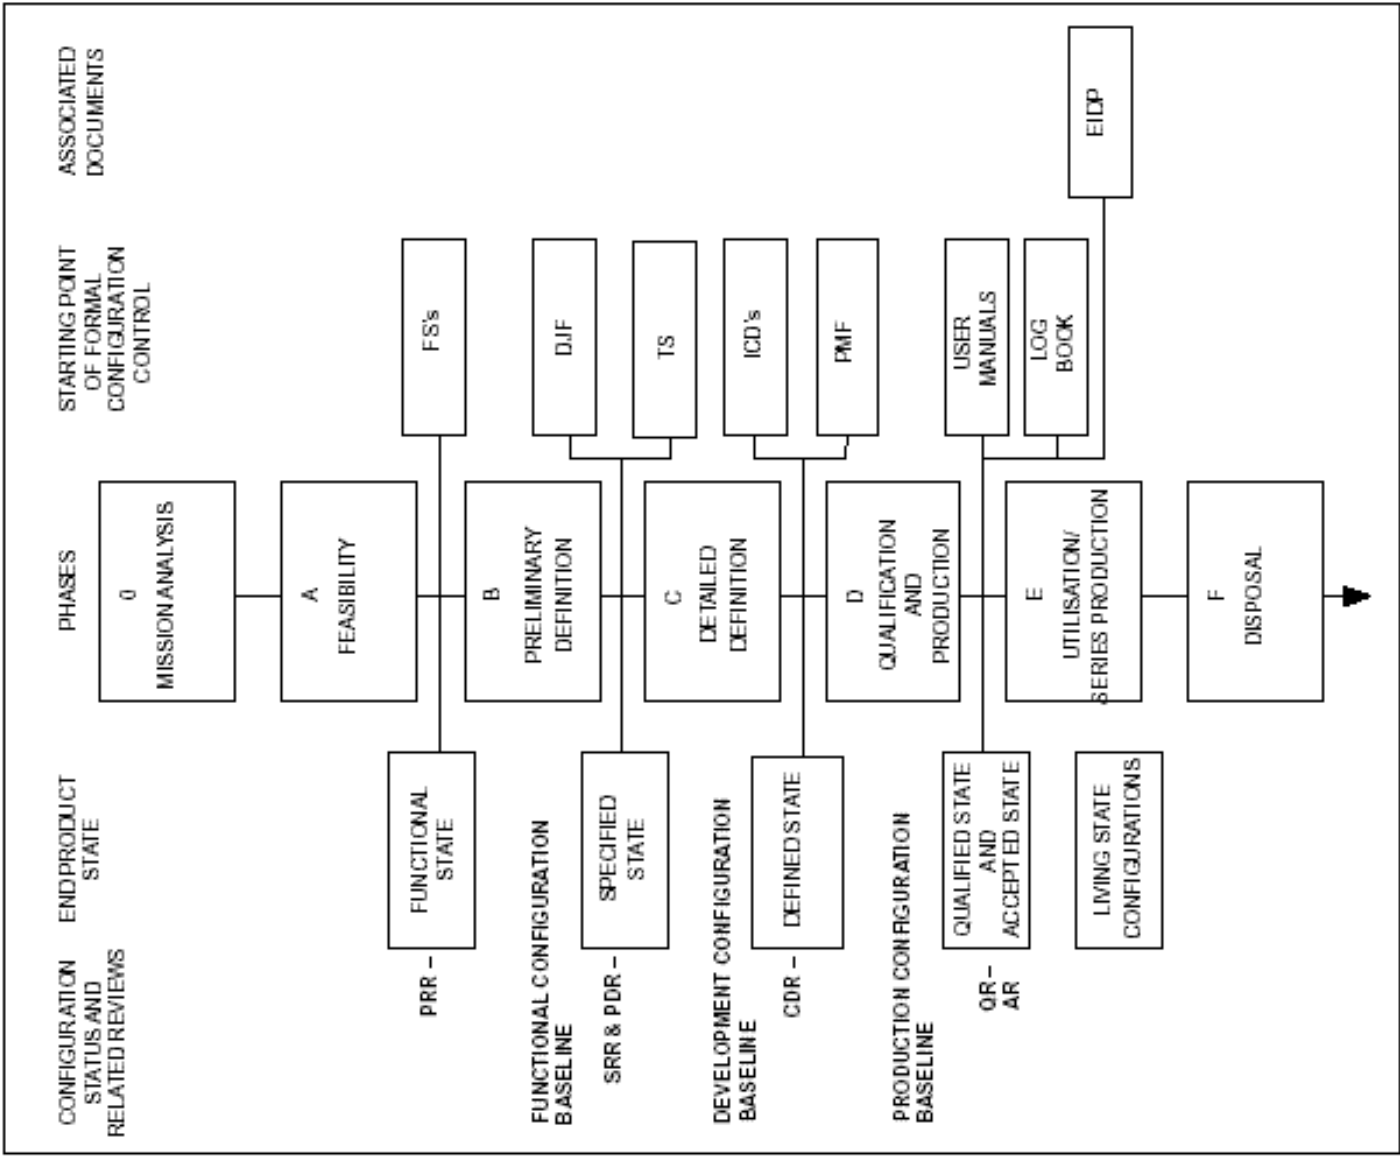 CONFIGURATION
STATUS AND
RELATED REVIEWS
END PRODUCT
STATE
PHASES
STARTING POINT
OF FORMAL
CONFIGURATION
CONTROL
ASSOCIATED
DOCUMENTS
0
MISSION ANALYSIS
A
FEASIBILITY
PRR –
FUNCTIONAL
STATE
FS's
FUNCTIONAL CONFIGURATION
BASELINE
B
PRELIMINARY
DEFINITION
DJF
SRR & PDR –
SPECIFIED
STATE
TS
DEVELOPMENT CONFIGURATION
BASELINE
C
DETAILED
DEFINITION
ICD's
CDR –
DEFINED STATE
PMF
PRODUCTION CONFIGURATION
BASELINE
D
QUALIFICATION
AND
PRODUCTION
QR –
AR
QUALIFIED STATE
AND
ACCEPTED STATE
USER
MANUALS
LOG
BOOK
EIDP
E
UTILISATION/
SERIES PRODUCTION
LIVING STATE
CONFIGURATIONS
F
DISPOSAL